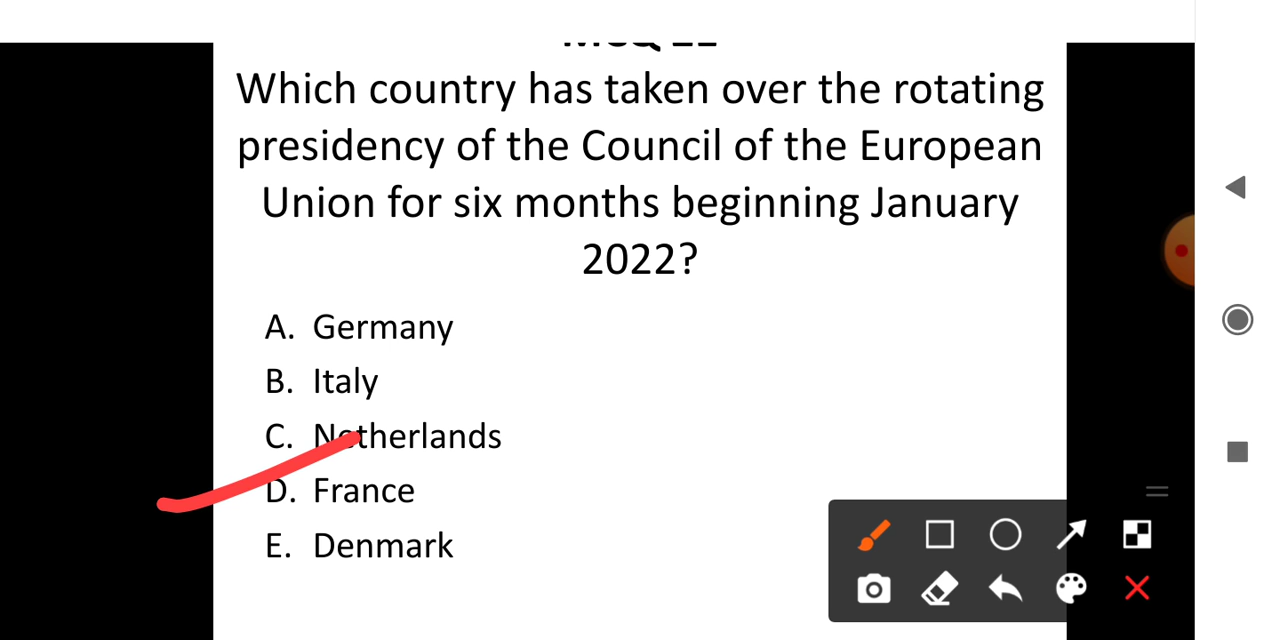 Which country has taken over the rotating
presidency of the Council of the European
Union for six months beginning January
2022?
A. Germany
B. Italy
C. Netherlands
D. France
E. Denmark